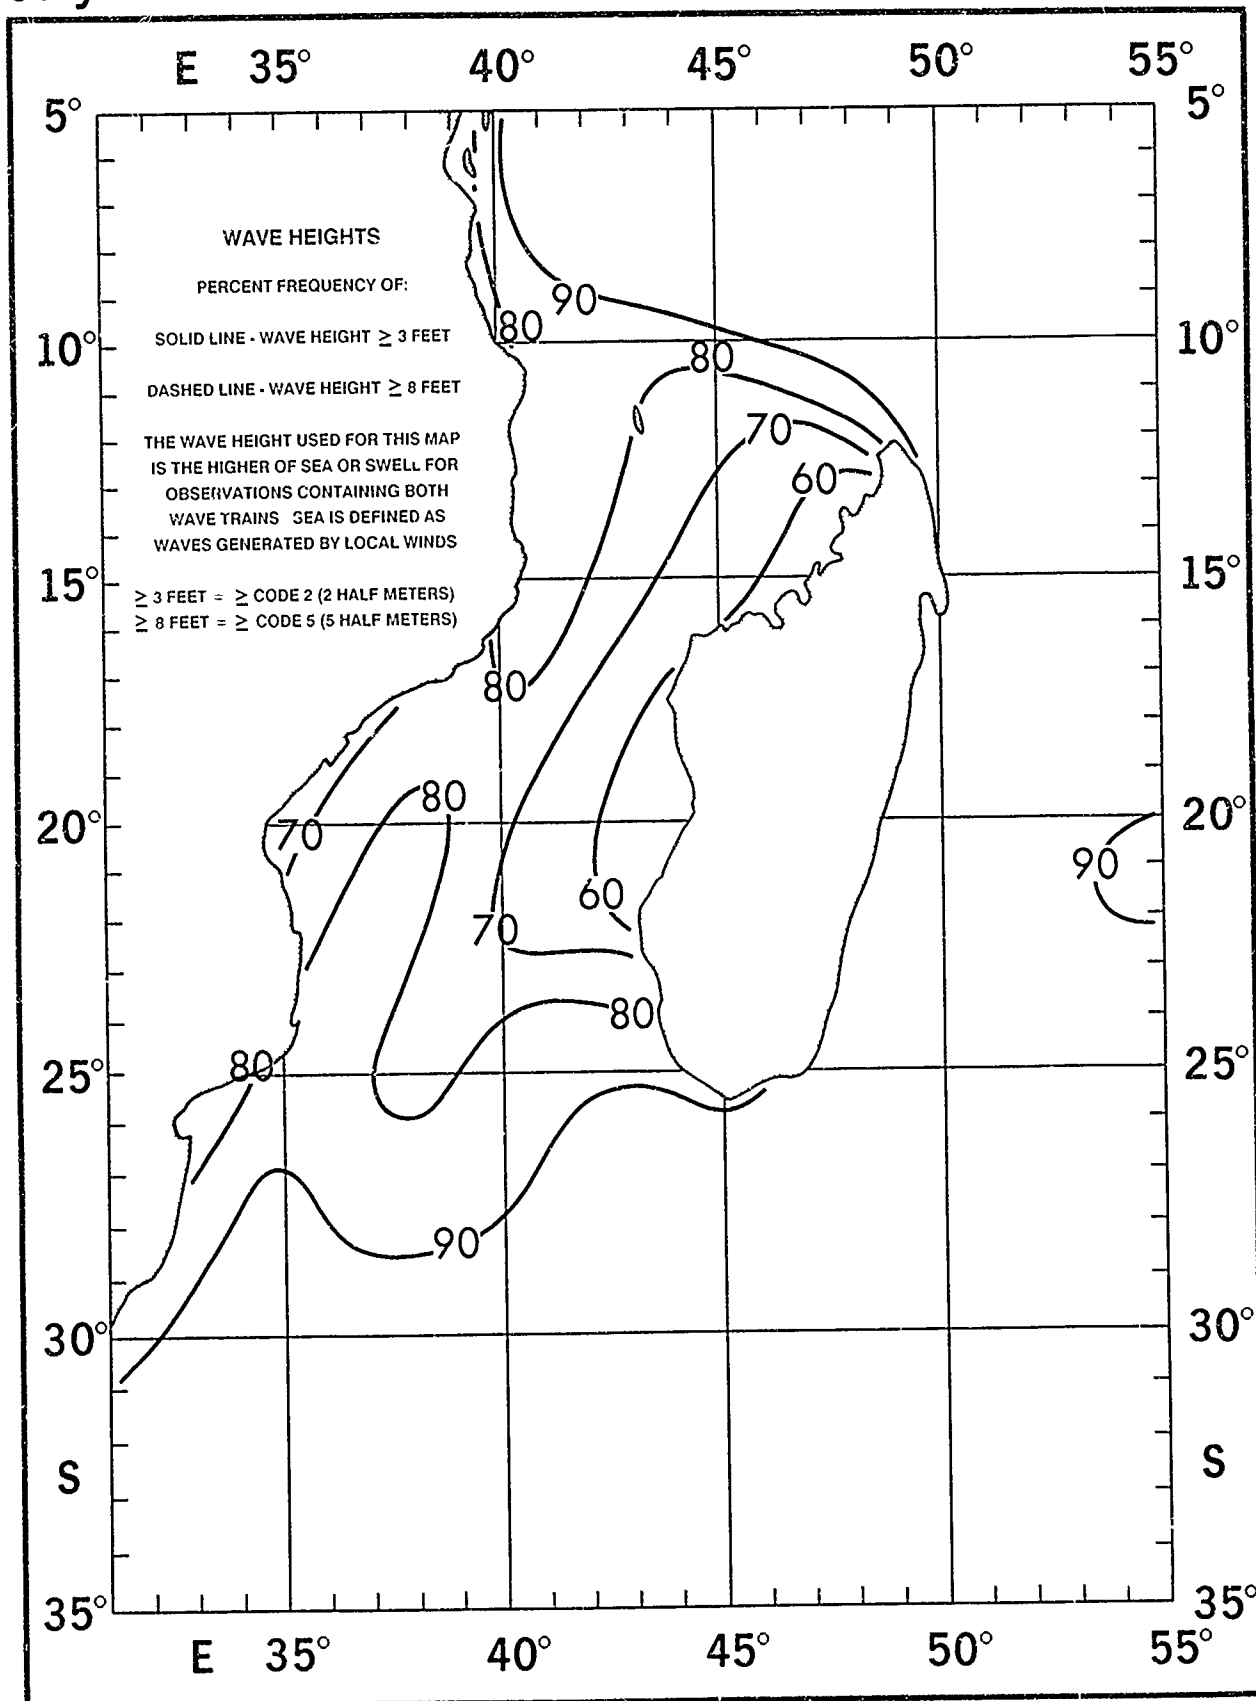 E 35° 40° 45° 50° 55°
5° 5°
WAVE HEIGHTS
PERCENT FREQUENCY OF:
90
80
SOLID LINE - WAVE HEIGHT ≥ 3 FEET
10° 10°
80
DASHED LINE - WAVE HEIGHT ≥ 8 FEET
70
THE WAVE HEIGHT USED FOR THIS MAP
IS THE HIGHER OF SEA OR SWELL FOR
60
OBSERVATIONS CONTAINING BOTH
WAVE TRAINS SEA IS DEFINED AS
WAVES GENERATED BY LOCAL WINDS
15° 15°
≥ 3 FEET = ≥ CODE 2 (2 HALF METERS)
≥ 8 FEET = ≥ CODE 5 (5 HALF METERS)
80
80
20° 70 20°
90
60
70
80
80
25° 25°
90
30° 30°
S S
35° 35°
E 35° 40° 45° 50° 55°